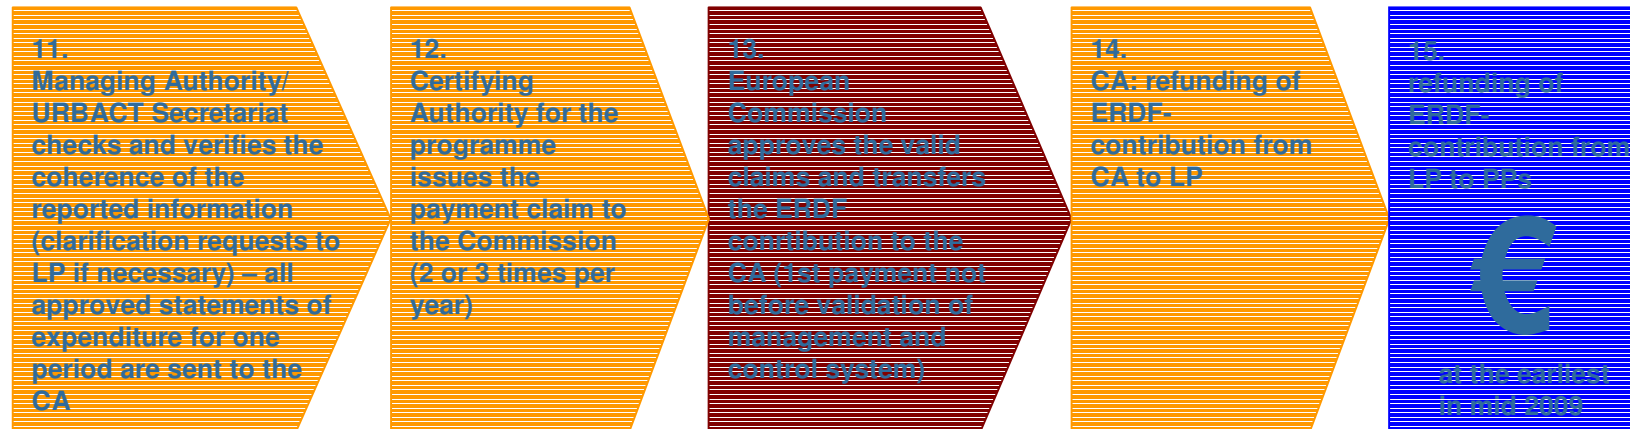 11.
Managing Authority/
URBACT Secretariat
checks and verifies the
coherence of the
reported information
(clarification requests to
LP if necessary) – all
approved statements of
expenditure for one
period are sent to the
CA
12.
Certifying
Authority for the
programme
issues the
payment claim to
the Commission
(2 or 3 times per
year)
13.
European
Commission
approves the valid
claims and transfers
the ERDF
conrtibution to the
CA (1st payment not
before validation of
management and
control system)
14.
CA: refunding of
ERDF-
contribution from
CA to LP
15.
refunding of
ERDF-
contribution from
LP to PPs
€
at the earliest
in mid 2009